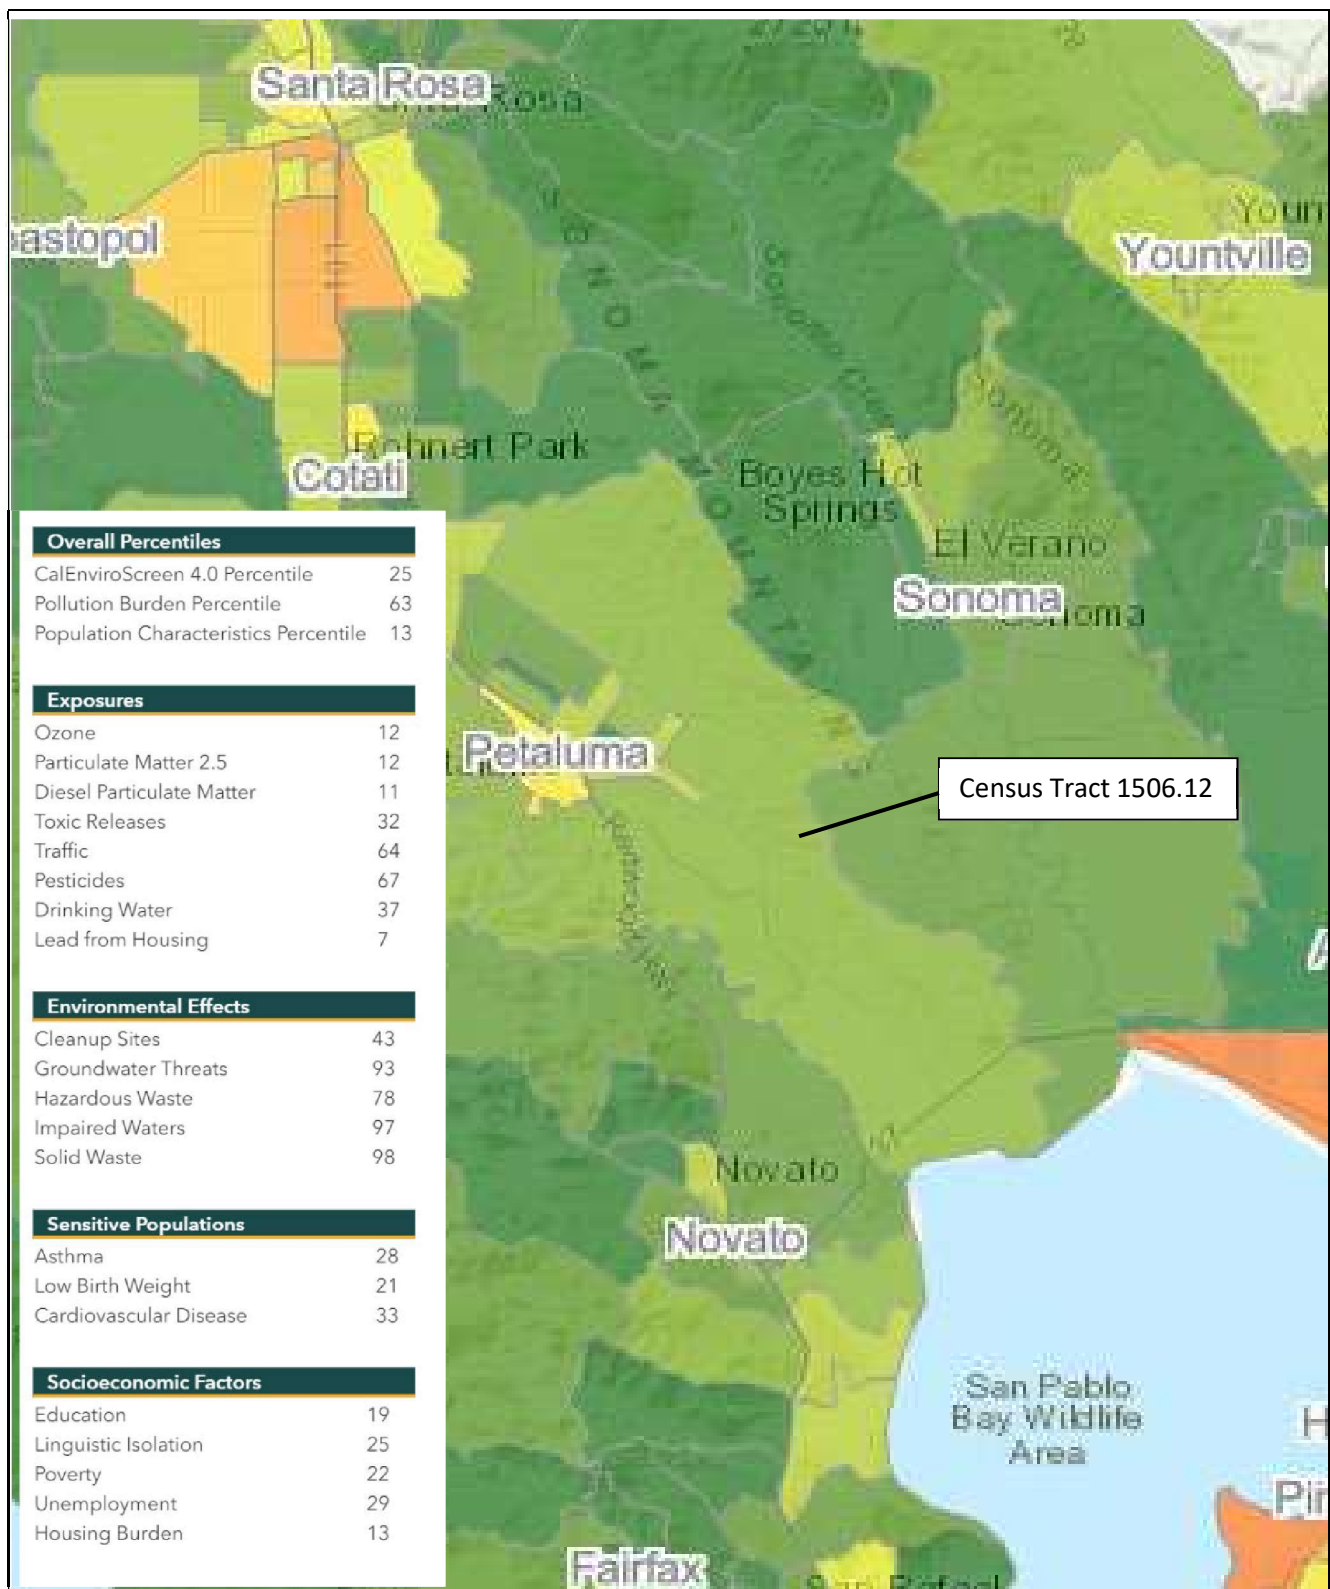 Santa Rosa
Rosa
astopol
Yountville
Rohnert Park
Cotati
Boyes Hot
Springs
El Verano
Sonoma
Sonoma
Petaluma
Census Tract 1506.12
Novato
Novato
San Pablo
Bay Wildlife
Area
Fairfax
San Rafael
Overall Percentiles
CalEnviroScreen 4.0 Percentile 25
Pollution Burden Percentile 63
Population Characteristics Percentile 13
Exposures
Ozone 12
Particulate Matter 2.5 12
Diesel Particulate Matter 11
Toxic Releases 32
Traffic 64
Pesticides 67
Drinking Water 37
Lead from Housing 7
Environmental Effects
Cleanup Sites 43
Groundwater Threats 93
Hazardous Waste 78
Impaired Waters 97
Solid Waste 98
Sensitive Populations
Asthma 28
Low Birth Weight 21
Cardiovascular Disease 33
Socioeconomic Factors
Education 19
Linguistic Isolation 25
Poverty 22
Unemployment 29
Housing Burden 13